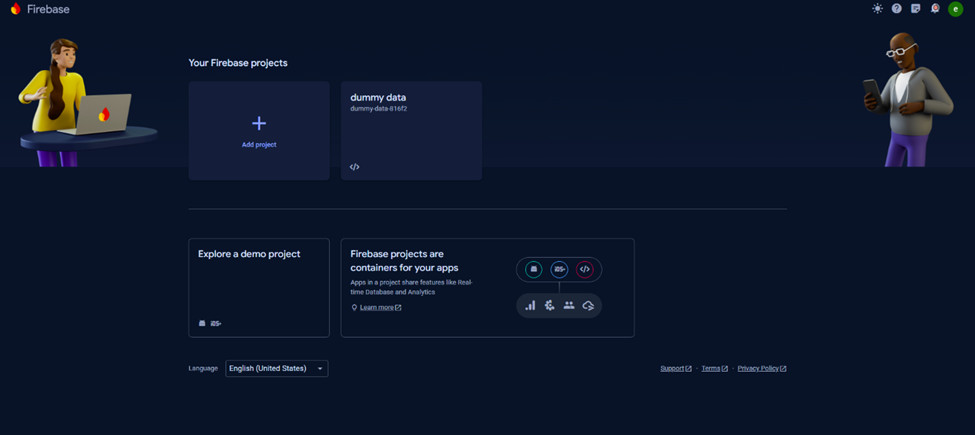 Firebase
e
Your Firebase projects
Add project
dummy data
dummy-data-816f2
Explore a demo project
iOS+
Firebase projects are
containers for your apps
Apps in a project share features like Real-
time Database and Analytics
Learn more
iOS+
Language
English (United States)
Support · Terms · Privacy Policy